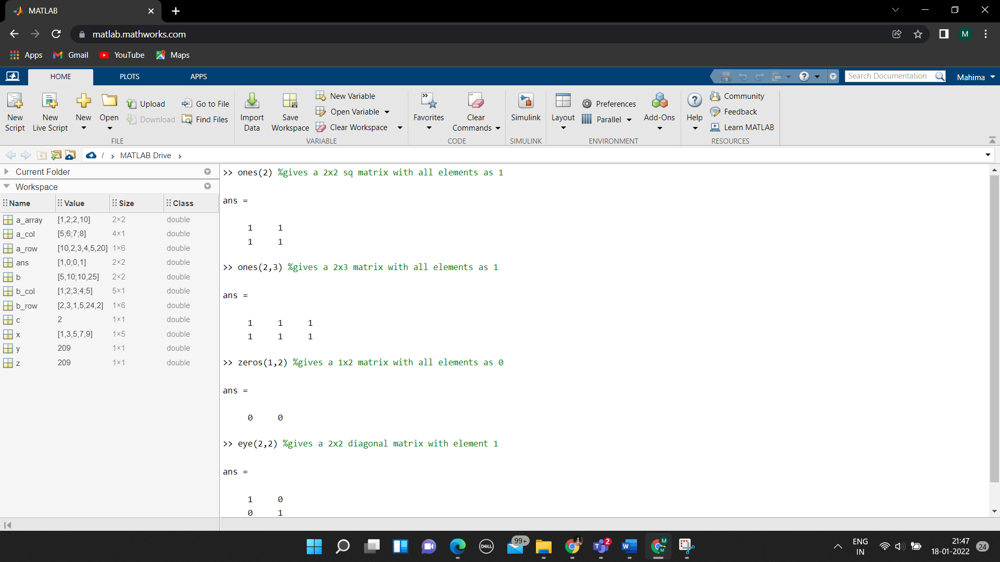 MATLAB
matlab.mathworks.com
M
Apps Gmail YouTube Maps
HOME PLOTS APPS
Search Documentation Mahima
New Script
New Live Script
New
Open
Upload
Download
Go to File
Find Files
FILE
Import Data
Save Workspace
New Variable
Open Variable
Clear Workspace
VARIABLE
Favorites
Clear Commands
CODE
Simulink
SIMULINK
Layout
Preferences
Parallel
Add-Ons
ENVIRONMENT
Help
Community
Feedback
Learn MATLAB
RESOURCES
/ › MATLAB Drive ›
Current Folder
Workspace
Name Value Size Class
a_array [1,2;2,10] 2×2 double
a_col [5;6;7;8] 4×1 double
a_row [10,2,3,4,5,20] 1×6 double
ans [1,0;0,1] 2×2 double
b [5,10;10,25] 2×2 double
b_col [1;2;3;4;5] 5×1 double
b_row [2,3,1,5,24,2] 1×6 double
c 2 1×1 double
x [1,3,5,7,9] 1×5 double
y 209 1×1 double
z 209 1×1 double
>> ones(2) %gives a 2x2 sq matrix with all elements as 1
ans =
1 1
1 1
>> ones(2,3) %gives a 2x3 matrix with all elements as 1
ans =
1 1 1
1 1 1
>> zeros(1,2) %gives a 1x2 matrix with all elements as 0
ans =
0 0
>> eye(2,2) %gives a 2x2 diagonal matrix with element 1
ans =
1 0
0 1
DELL
99+
2
W
M
M
ENG
IN
21:47
18-01-2022
24